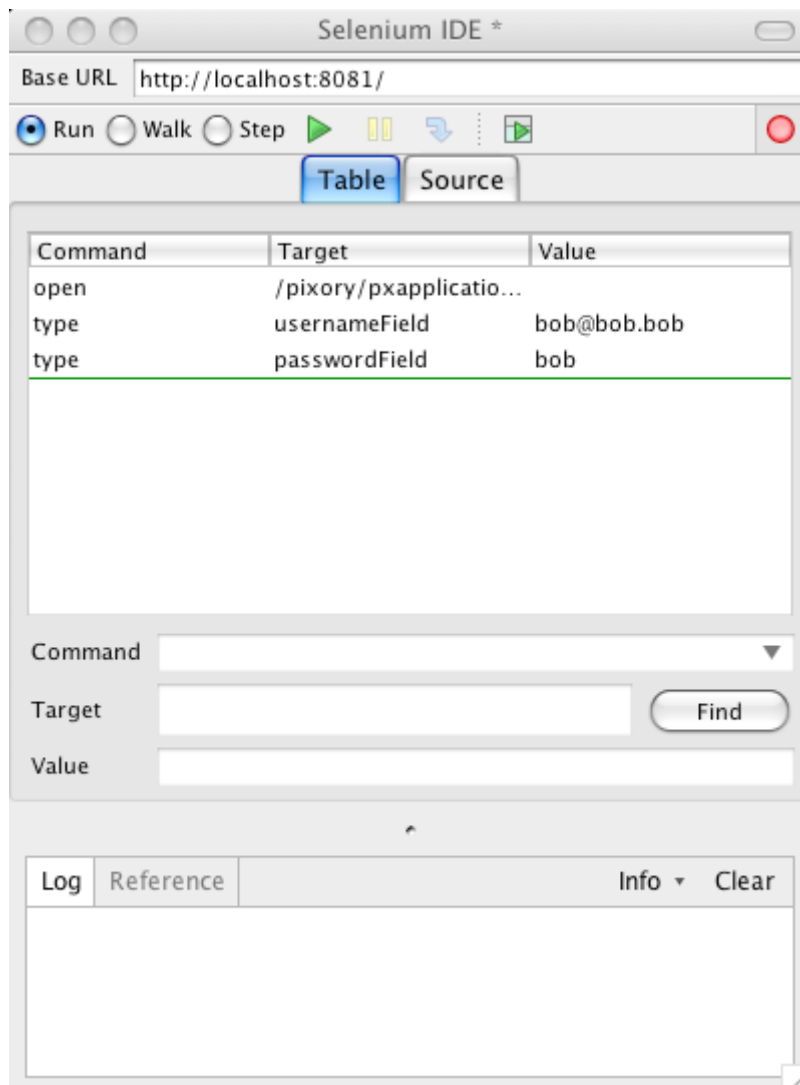 Selenium IDE *
Base URL http://localhost:8081/
Run Walk Step
Table Source
Command Target Value
open /pixory/pxapplicatio...
type usernameField bob@bob.bob
type passwordField bob
Command
Target Find
Value
Log Reference Info Clear